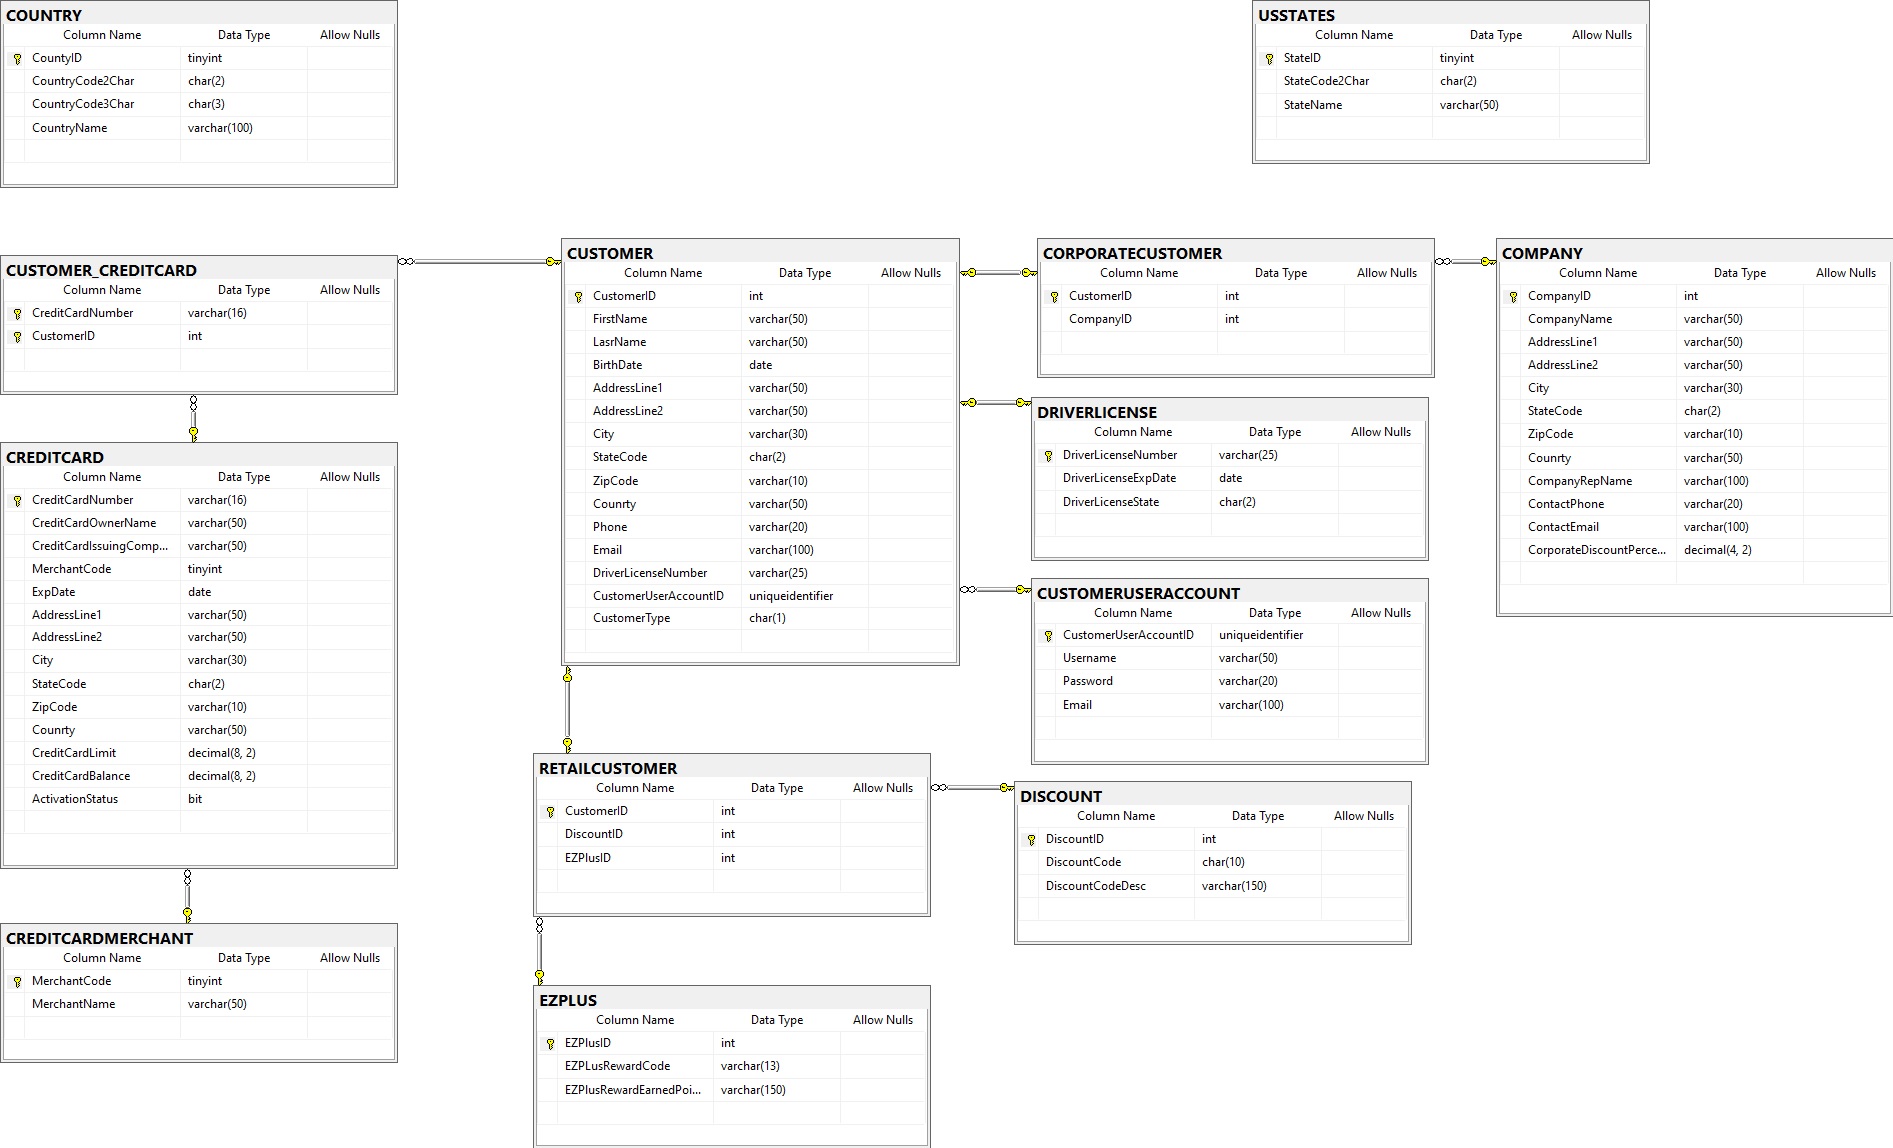 COUNTRY
Column Name Data Type Allow Nulls
CountyID tinyint
CountryCode2Char char(2)
CountryCode3Char char(3)
CountryName varchar(100)
USSTATES
Column Name Data Type Allow Nulls
StateID tinyint
StateCode2Char char(2)
StateName varchar(50)
CUSTOMER_CREDITCARD
Column Name Data Type Allow Nulls
CreditCardNumber varchar(16)
CustomerID int
CUSTOMER
Column Name Data Type Allow Nulls
CustomerID int
FirstName varchar(50)
LasrName varchar(50)
BirthDate date
AddressLine1 varchar(50)
AddressLine2 varchar(50)
City varchar(30)
StateCode char(2)
ZipCode varchar(10)
Counrty varchar(50)
Phone varchar(20)
Email varchar(100)
DriverLicenseNumber varchar(25)
CustomerUserAccountID uniqueidentifier
CustomerType char(1)
CORPORATECUSTOMER
Column Name Data Type Allow Nulls
CustomerID int
CompanyID int
COMPANY
Column Name Data Type Allow Nulls
CompanyID int
CompanyName varchar(50)
AddressLine1 varchar(50)
AddressLine2 varchar(50)
City varchar(30)
StateCode char(2)
ZipCode varchar(10)
Counrty varchar(50)
CompanyRepName varchar(100)
ContactPhone varchar(20)
ContactEmail varchar(100)
CorporateDiscountPerce... decimal(4, 2)
DRIVERLICENSE
Column Name Data Type Allow Nulls
DriverLicenseNumber varchar(25)
DriverLicenseExpDate date
DriverLicenseState char(2)
CREDITCARD
Column Name Data Type Allow Nulls
CreditCardNumber varchar(16)
CreditCardOwnerName varchar(50)
CreditCardIssuingComp... varchar(50)
MerchantCode tinyint
ExpDate date
AddressLine1 varchar(50)
AddressLine2 varchar(50)
City varchar(30)
StateCode char(2)
ZipCode varchar(10)
Counrty varchar(50)
CreditCardLimit decimal(8, 2)
CreditCardBalance decimal(8, 2)
ActivationStatus bit
CUSTOMERUSERACCOUNT
Column Name Data Type Allow Nulls
CustomerUserAccountID uniqueidentifier
Username varchar(50)
Password varchar(20)
Email varchar(100)
RETAILCUSTOMER
Column Name Data Type Allow Nulls
CustomerID int
DiscountID int
EZPlusID int
DISCOUNT
Column Name Data Type Allow Nulls
DiscountID int
DiscountCode char(10)
DiscountCodeDesc varchar(150)
CREDITCARDMERCHANT
Column Name Data Type Allow Nulls
MerchantCode tinyint
MerchantName varchar(50)
EZPLUS
Column Name Data Type Allow Nulls
EZPlusID int
EZPLusRewardCode varchar(13)
EZPlusRewardEarnedPoi... varchar(150)